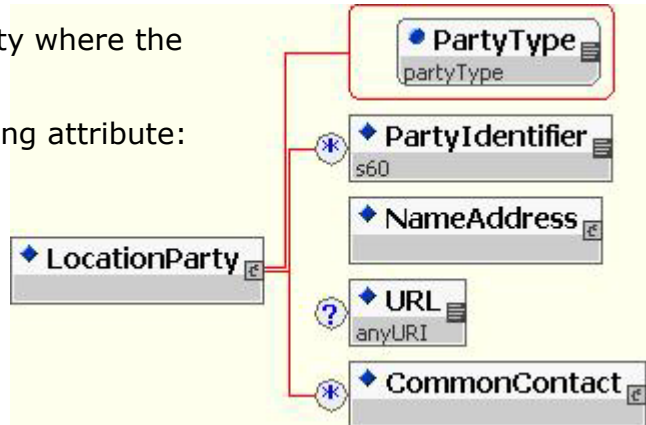 ty where the
ng attribute:
PartyType
partyType
* PartyIdentifier
s60
NameAddress
LocationParty
? URL
anyURI
* CommonContact